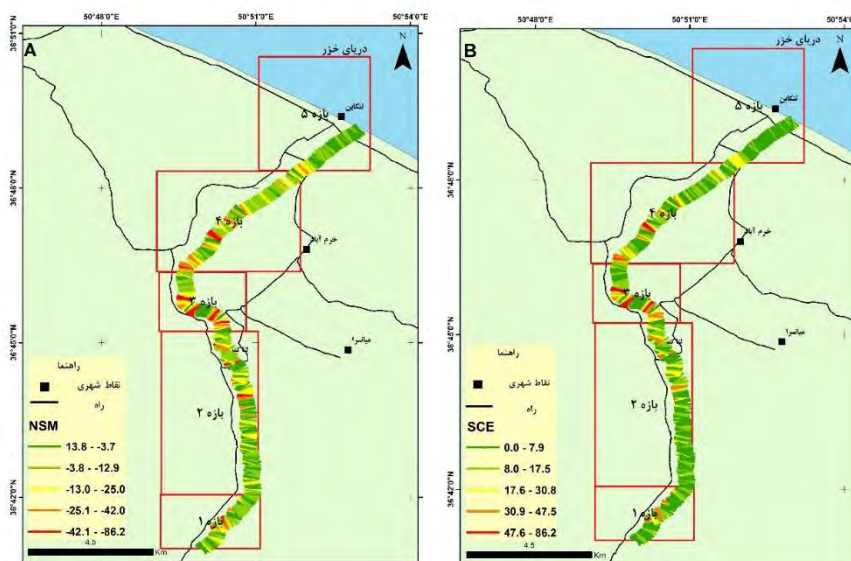 50°48'0"E 50°51'0"E 50°54'0"E
36°51'0"N
A
دریای خزر
N
تنکابن
بازه ۵
36°48'0"N
بازه ۴
خرم آباد
بازه ۳
36°45'0"N
میانسرا
بازه ۲
36°42'0"N
بازه ۱
راهنما
نقاط شهری
راه
NSM
13.8 - -3.7
-3.8 - -12.9
-13.0 - -25.0
-25.1 - -42.0
-42.1 - -86.2
4.5
Km
50°48'0"E 50°51'0"E 50°54'0"E
B
دریای خزر
N
تنکابن
بازه ۵
36°48'0"N
بازه ۴
خرم آباد
بازه ۳
36°45'0"N
میانسرا
بازه ۲
36°42'0"N
بازه ۱
راهنما
نقاط شهری
راه
SCE
0.0 - 7.9
8.0 - 17.5
17.6 - 30.8
30.9 - 47.5
47.6 - 86.2
4.5
Km